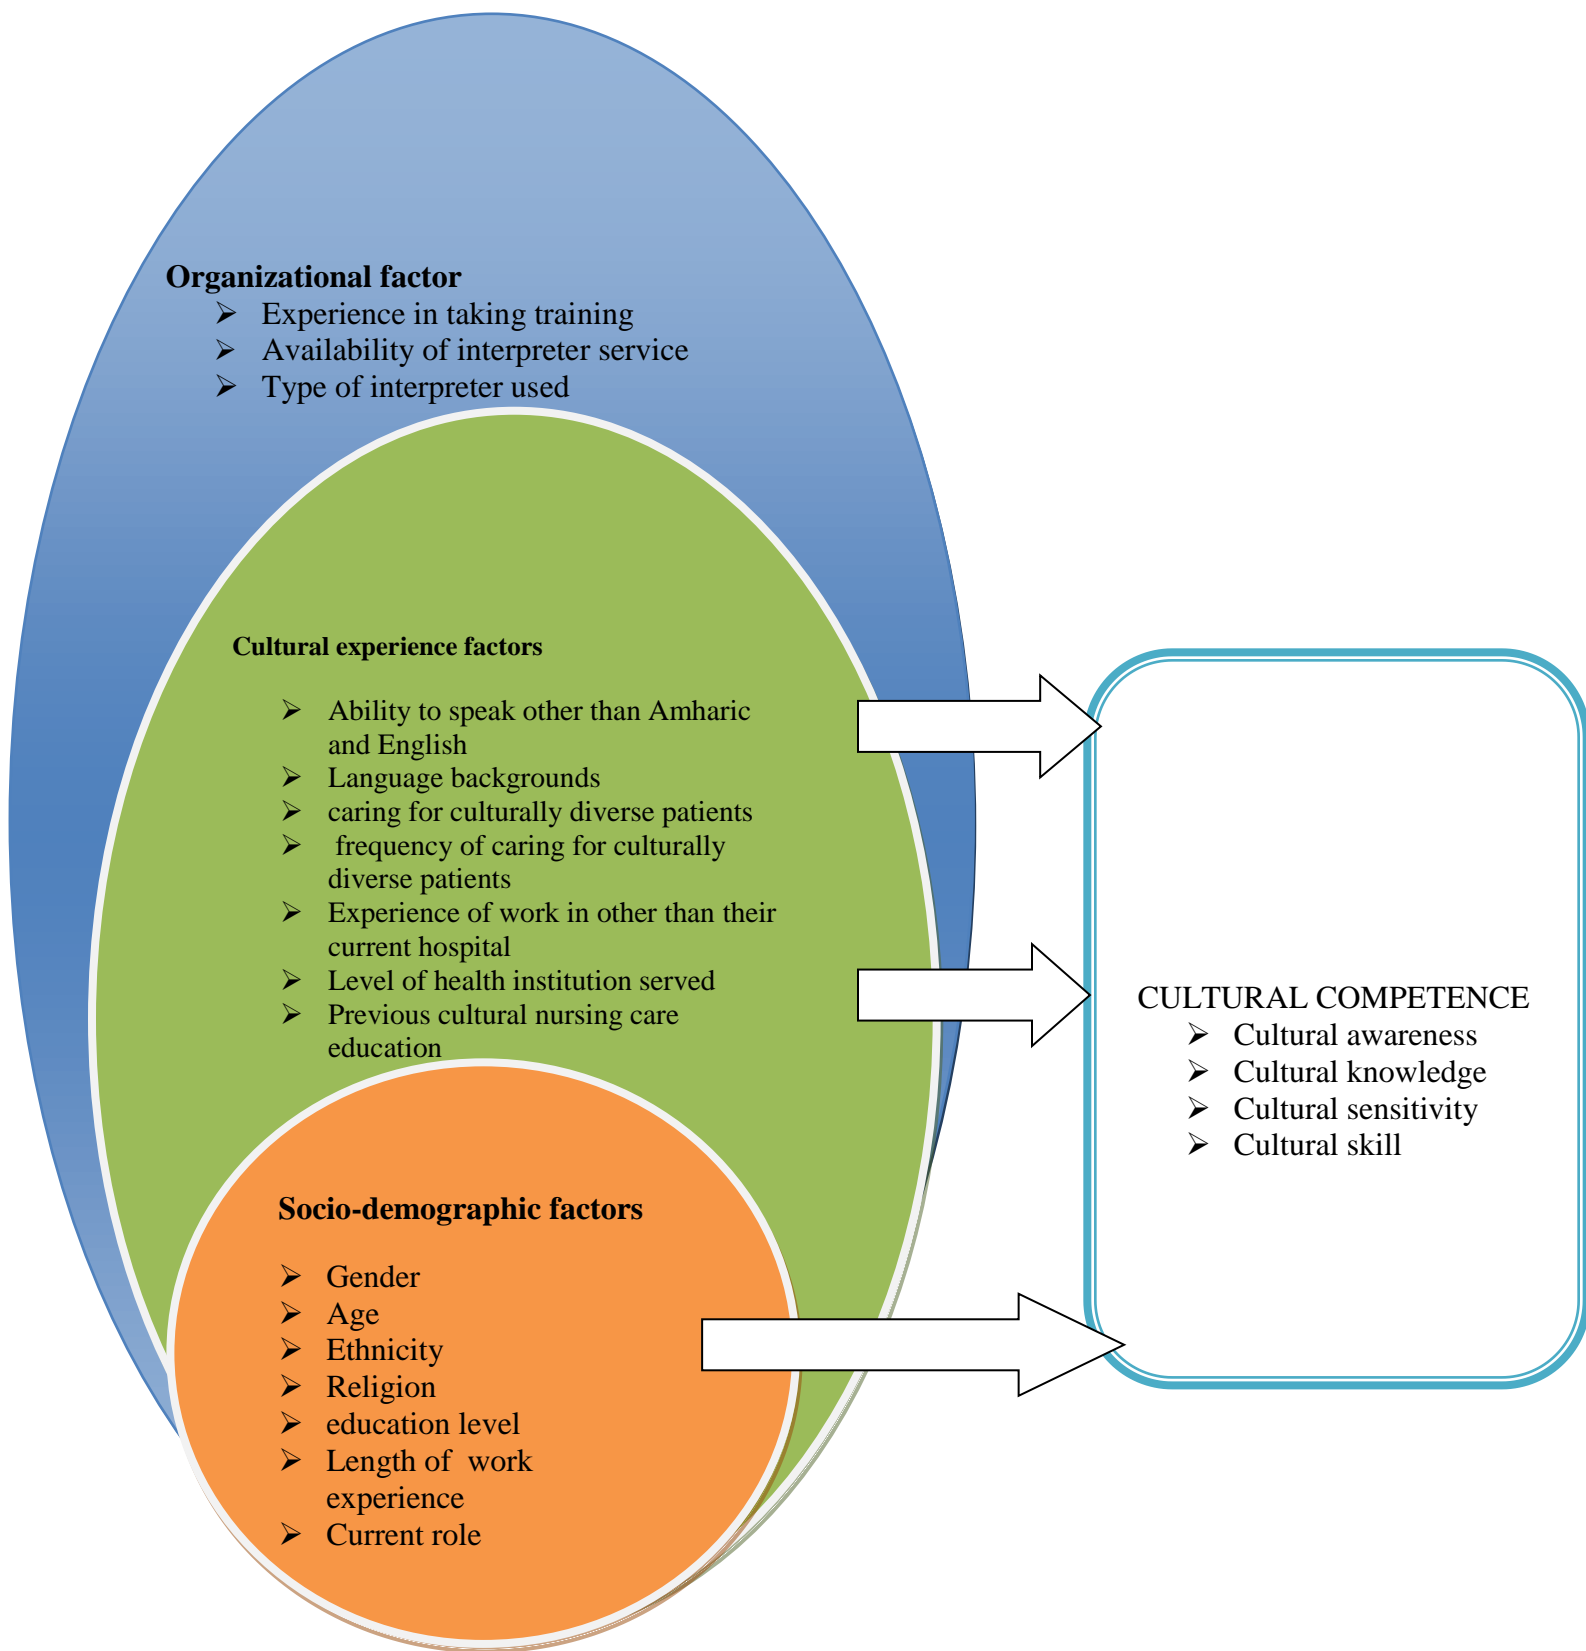 Organizational factor
➢ Experience in taking training
➢ Availability of interpreter service
➢ Type of interpreter used
Cultural experience factors
➢ Ability to speak other than Amharic
and English
➢ Language backgrounds
➢ caring for culturally diverse patients
➢ frequency of caring for culturally
diverse patients
➢ Experience of work in other than their
current hospital
➢ Level of health institution served
➢ Previous cultural nursing care
education
Socio-demographic factors
➢ Gender
➢ Age
➢ Ethnicity
➢ Religion
➢ education level
➢ Length of work
experience
➢ Current role
CULTURAL COMPETENCE
➢ Cultural awareness
➢ Cultural knowledge
➢ Cultural sensitivity
➢ Cultural skill